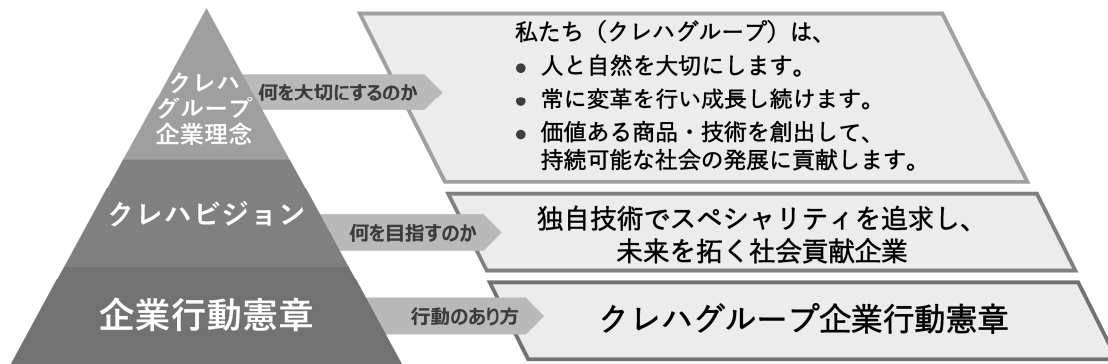 クレハ
グループ
企業理念
何を大切にするのか
私たち（クレハグループ）は、
● 人と自然を大切にします。
● 常に変革を行い成長し続けます。
● 価値ある商品・技術を創出して、
持続可能な社会の発展に貢献します。
クレハビジョン
何を目指すのか
独自技術でスペシャリティを追求し、
未来を拓く社会貢献企業
企業行動憲章
行動のあり方
クレハグループ企業行動憲章